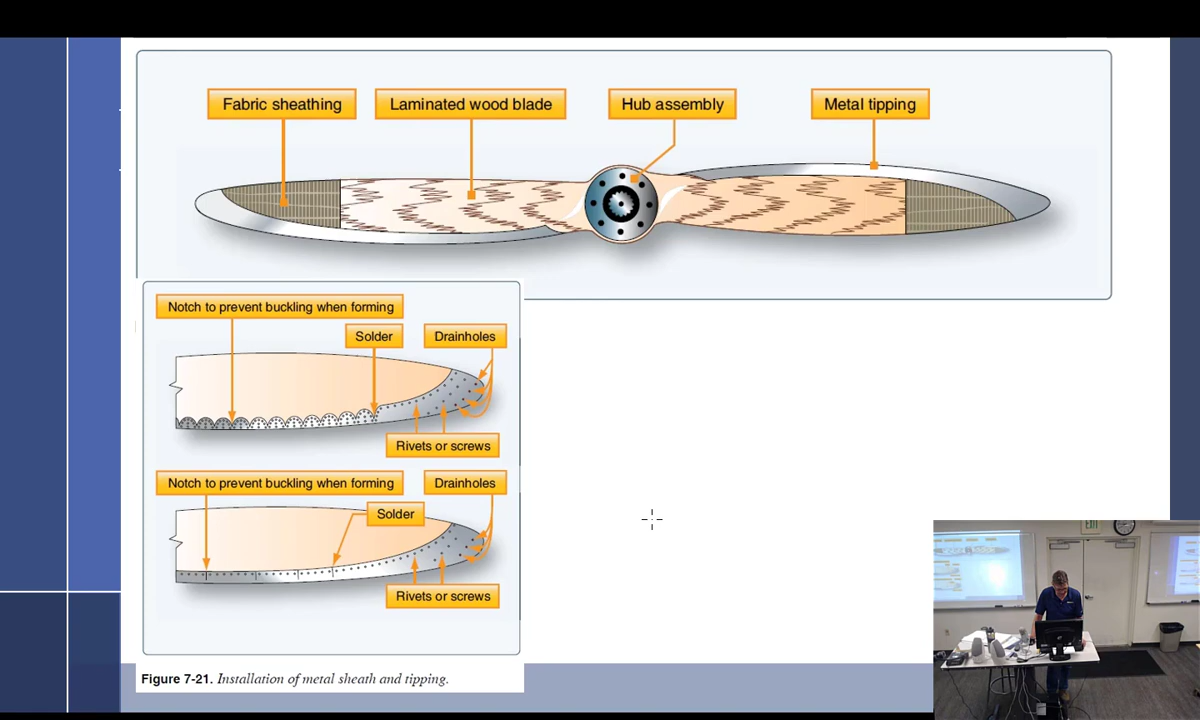 Fabric sheathing
Laminated wood blade
Hub assembly
Metal tipping
Notch to prevent buckling when forming
Solder
Drainholes
Rivets or screws
Notch to prevent buckling when forming
Drainholes
Solder
Rivets or screws
Figure 7-21. Installation of metal sheath and tipping.
EXIT